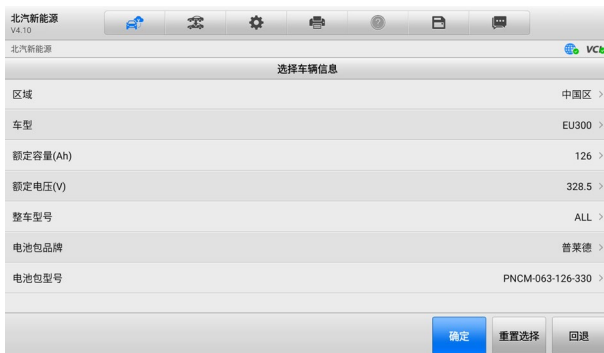 北汽新能源
V4.10
北汽新能源
VCI
选择车辆信息
区域 中国区
车型 EU300
额定容量(Ah) 126
额定电压(V) 328.5
整车型号 ALL
电池包品牌 普莱德
电池包型号 PNCM-063-126-330
确定 重置选择 回退